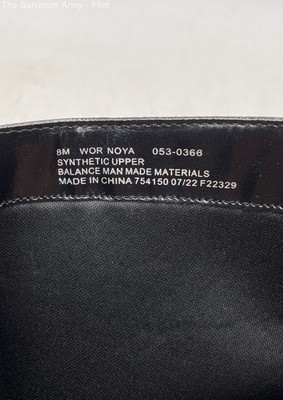 The Salvation Army - Flint
8M WOR NOYA 053-0366
SYNTHETIC UPPER
BALANCE MAN MADE MATERIALS
MADE IN CHINA 754150 07/22 F22329